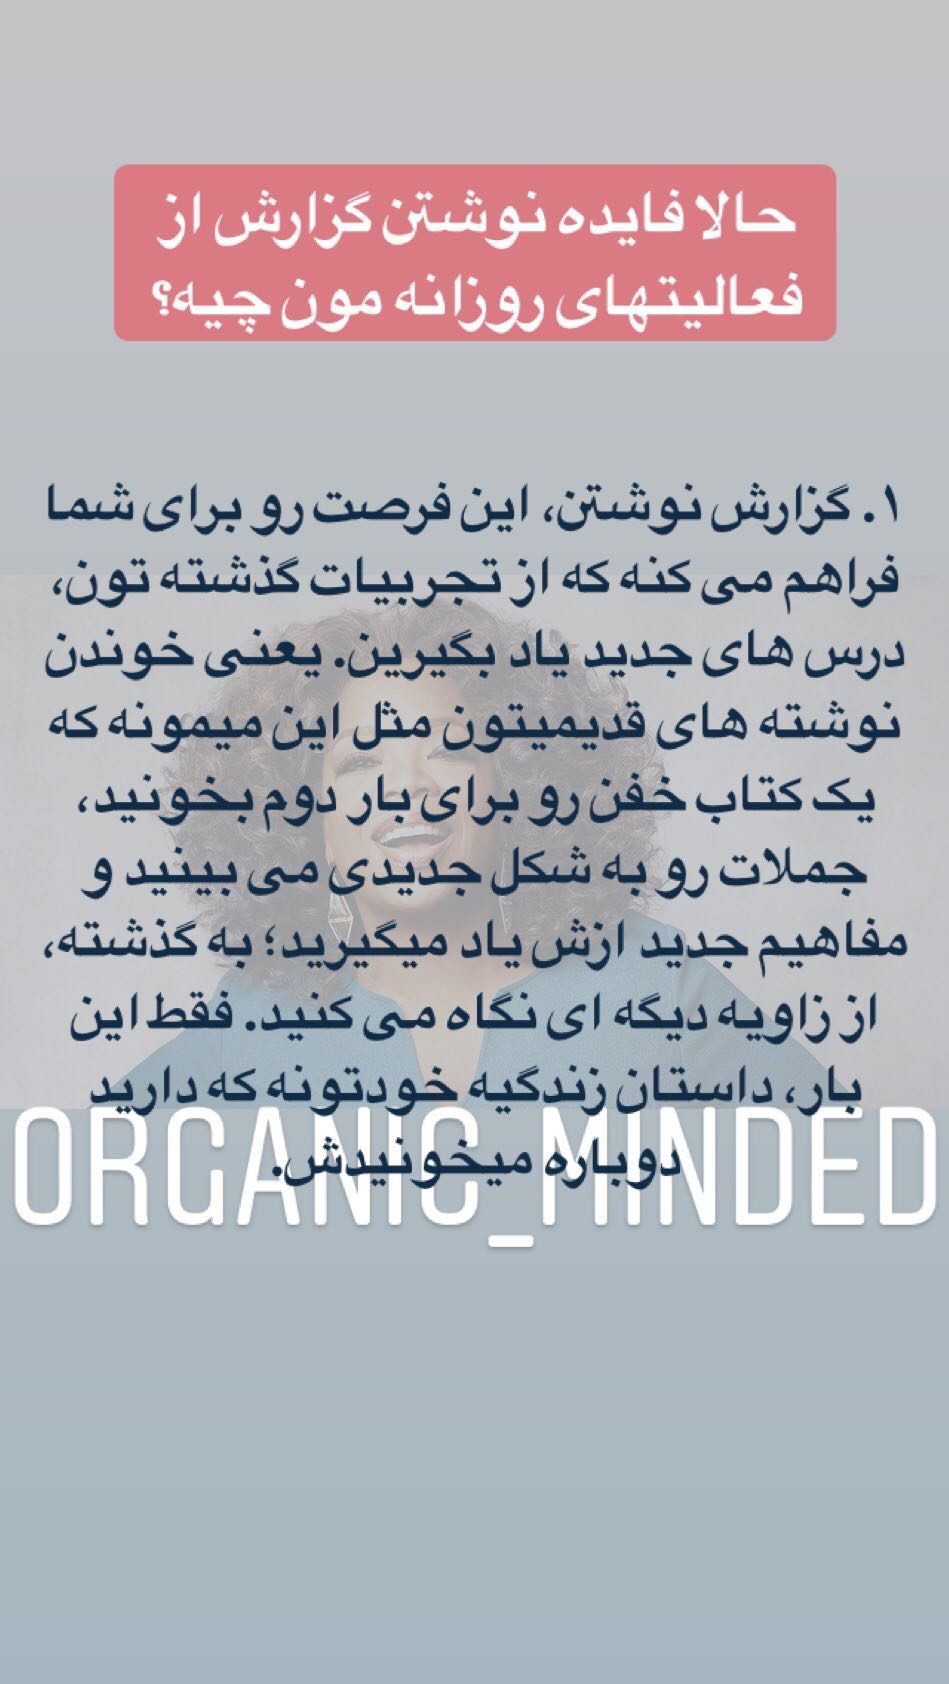 حالا فایده نوشتن گزارش از
فعالیتهای روزانه مون چیه؟
۱. گزارش نوشتن، این فرصت رو برای شما
فراهم می کنه که از تجربیات گذشته تون،
درس های جدید یاد بگیرین. یعنی خوندن
نوشته های قدیمیتون مثل این میمونه که
یک کتاب خفن رو برای بار دوم بخونید،
جملات رو به شکل جدیدی می بینید و
مفاهیم جدید ازش یاد میگیرید؛ به گذشته،
از زاویه دیگه ای نگاه می کنید. فقط این
بار، داستان زندگیه خودتونه که دارید
دوباره میخونیدش.
ORGANIC_MINDED